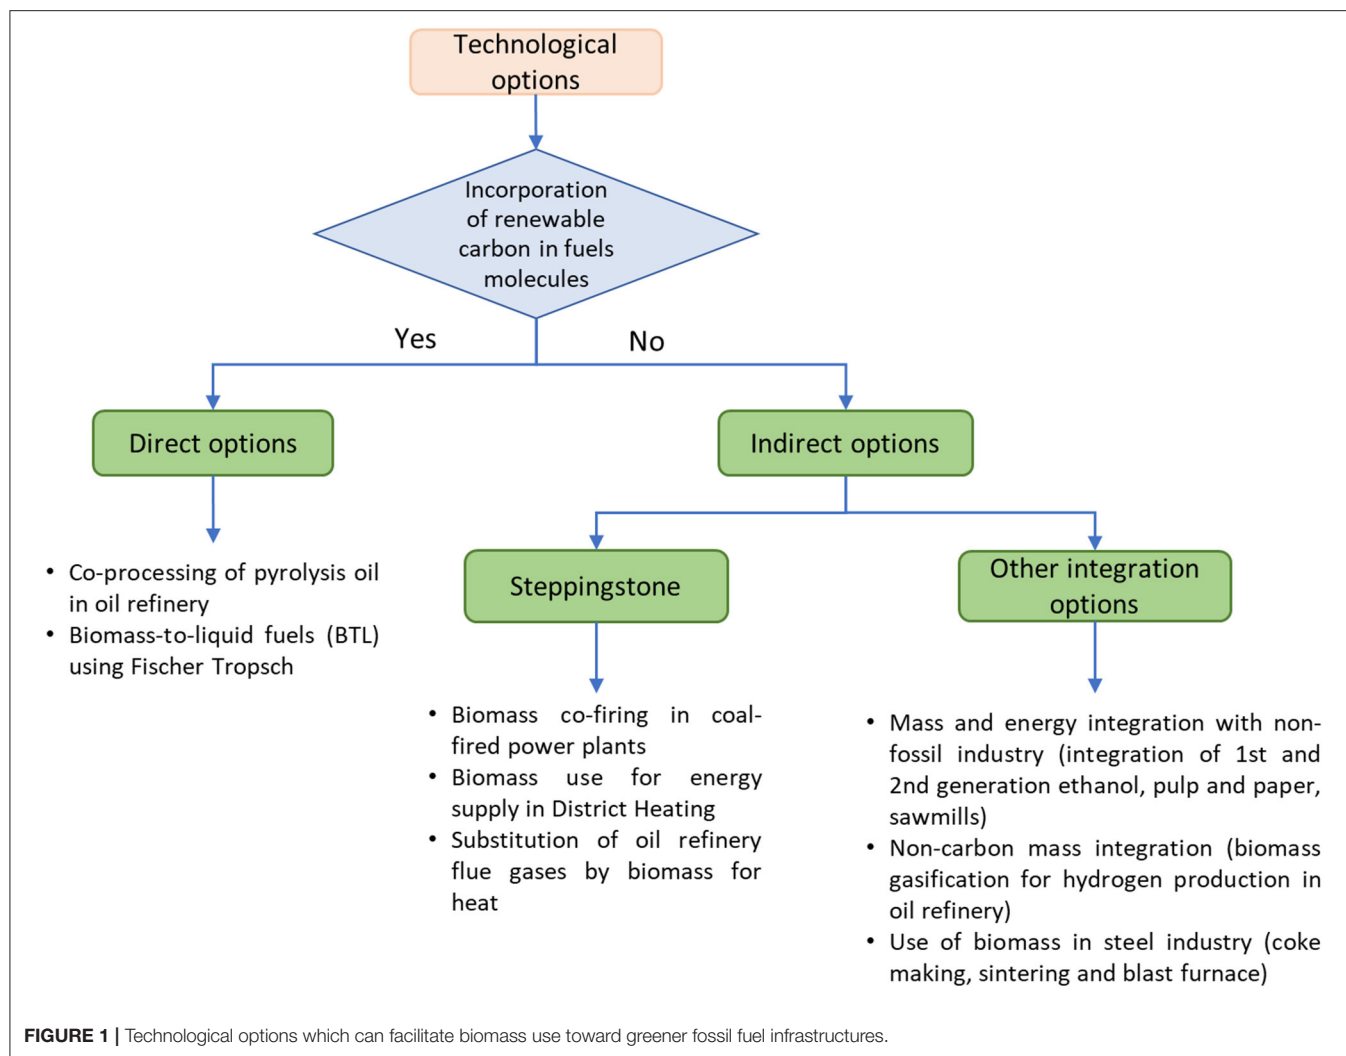 Technological
options
Incorporation
of renewable
carbon in fuels
molecules
Yes
No
Direct options
Indirect options
• Co-processing of pyrolysis oil
in oil refinery
• Biomass-to-liquid fuels (BTL)
using Fischer Tropsch
Steppingstone
Other integration
options
• Biomass co-firing in coal-
fired power plants
• Biomass use for energy
supply in District Heating
• Substitution of oil refinery
flue gases by biomass for
heat
• Mass and energy integration with non-
fossil industry (integration of 1st and
2nd generation ethanol, pulp and paper,
sawmills)
• Non-carbon mass integration (biomass
gasification for hydrogen production in
oil refinery)
• Use of biomass in steel industry (coke
making, sintering and blast furnace)
FIGURE 1 | Technological options which can facilitate biomass use toward greener fossil fuel infrastructures.